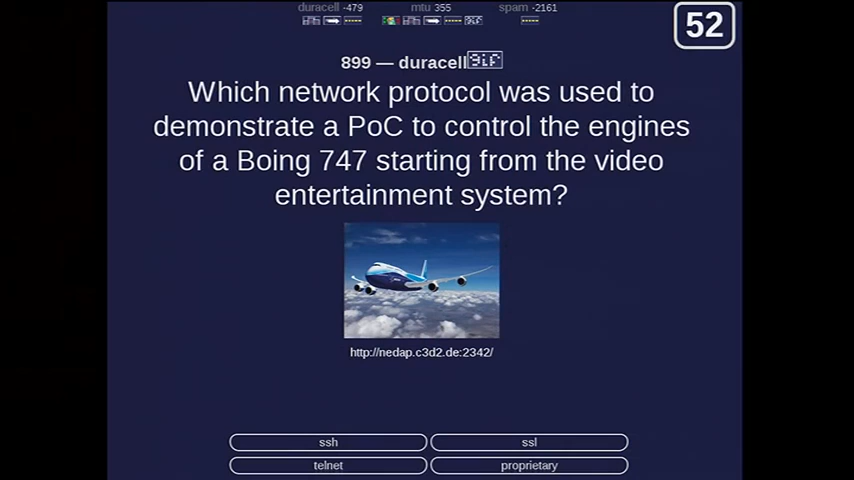 duracell -479 mtu 355 spam -2161
52
899 — duracell
Which network protocol was used to
demonstrate a PoC to control the engines
of a Boing 747 starting from the video
entertainment system?
http://nedap.c3d2.de:2342/
ssh ssl
telnet proprietary